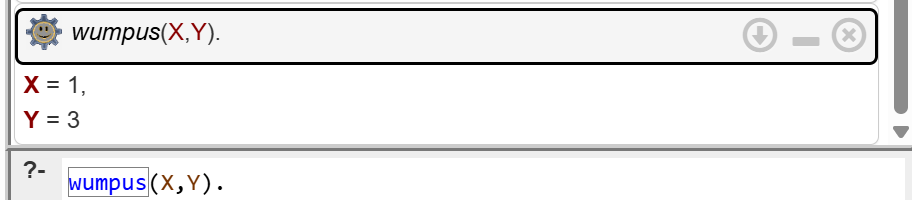 wumpus(X,Y).
X = 1,
Y = 3
?- wumpus(X,Y).